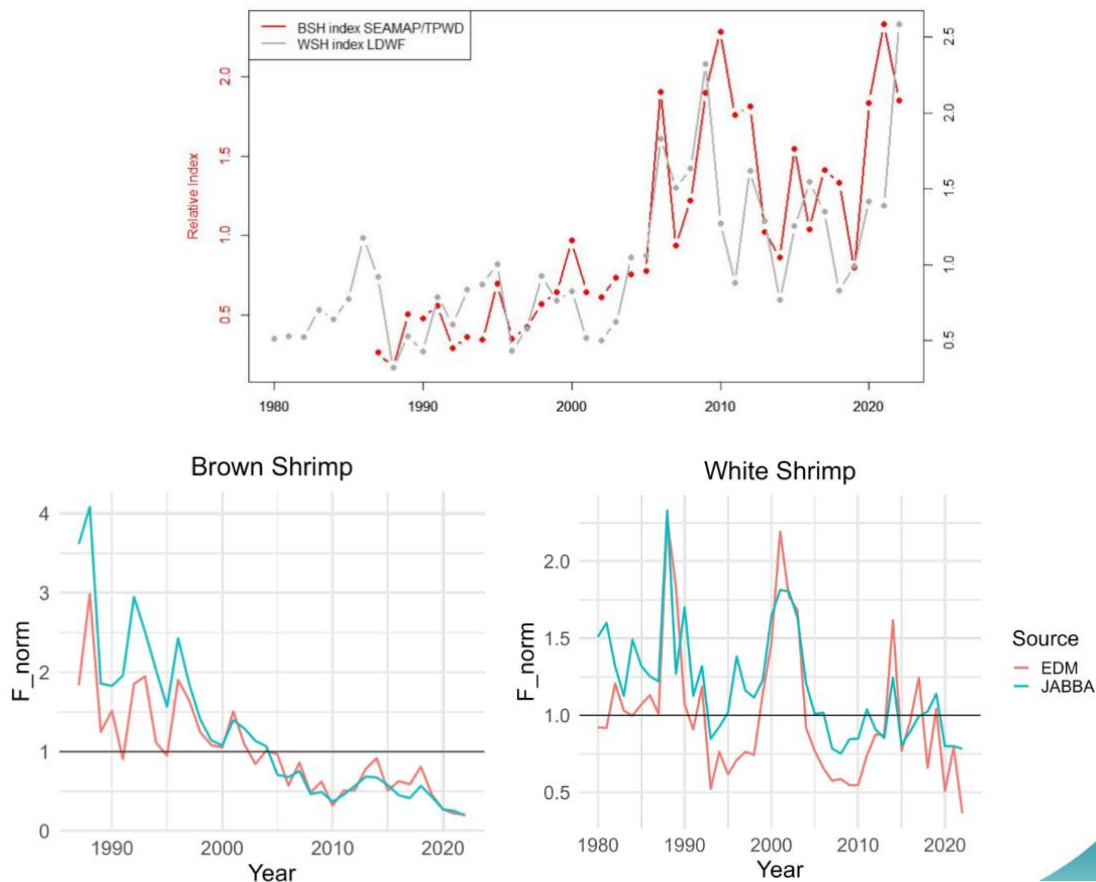 BSH index SEAMAP/TPWD
WSH index LDWF
Relative Index
2.0
1.5
1.0
0.5
2.5
2.0
1.5
1.0
0.5
1980
1990
2000
2010
2020
Brown Shrimp
F_norm
4
3
2
1
0
1990
2000
2010
2020
Year
White Shrimp
F_norm
2.0
1.5
1.0
0.5
1980
1990
2000
2010
2020
Year
Source
EDM
JABBA